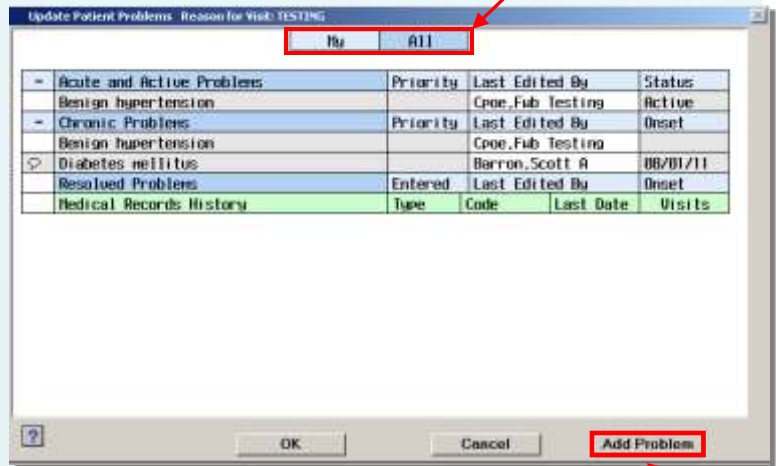 Update Patient Problems Reason for Visit: TESTING
My All
- Acute and Active Problems Priority Last Edited By Status
Benign hypertension Cpoe,Fub Testing Active
- Chronic Problems Priority Last Edited By Onset
Benign hypertension Cpoe,Fub Testing
Diabetes mellitus Barron,Scott A 08/01/11
Resolved Problems Entered Last Edited By Onset
Medical Records History Type Code Last Date Visits
? OK Cancel Add Problem